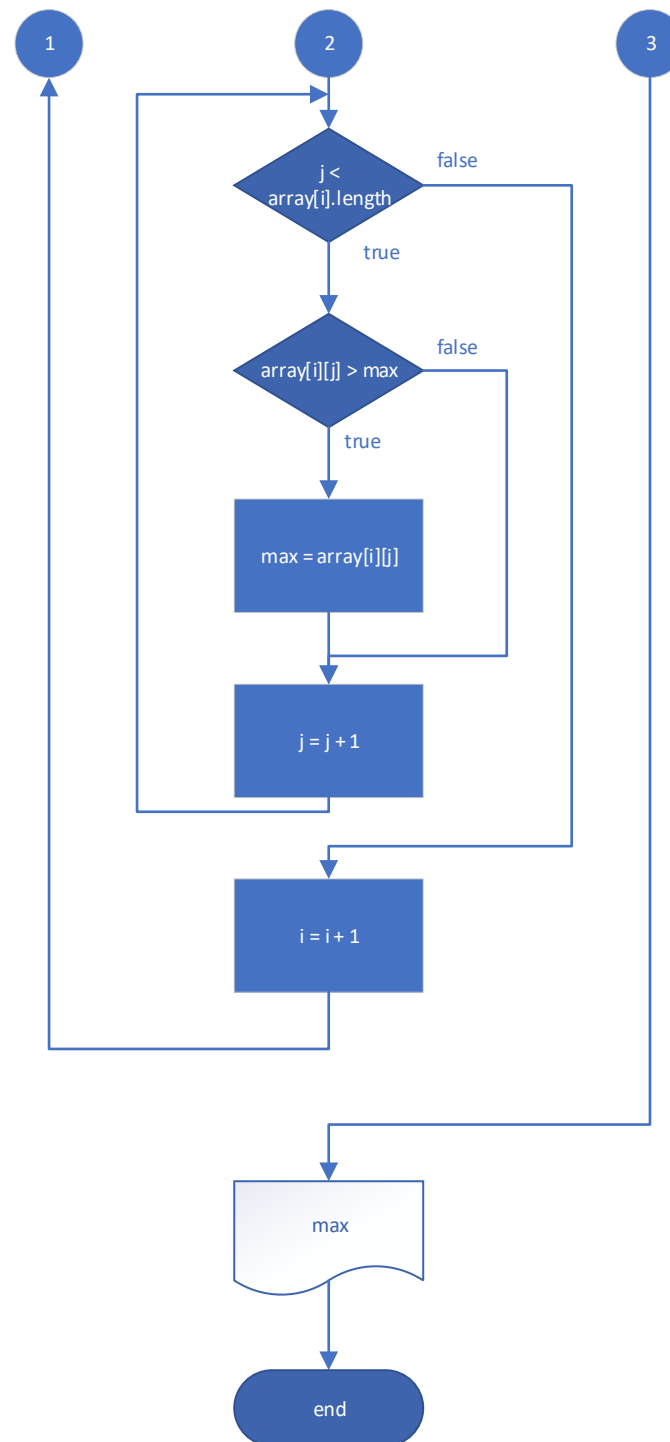 1
2
3
j <
array[i].length
false
true
array[i][j] > max
false
true
max = array[i][j]
j = j + 1
i = i + 1
max
end